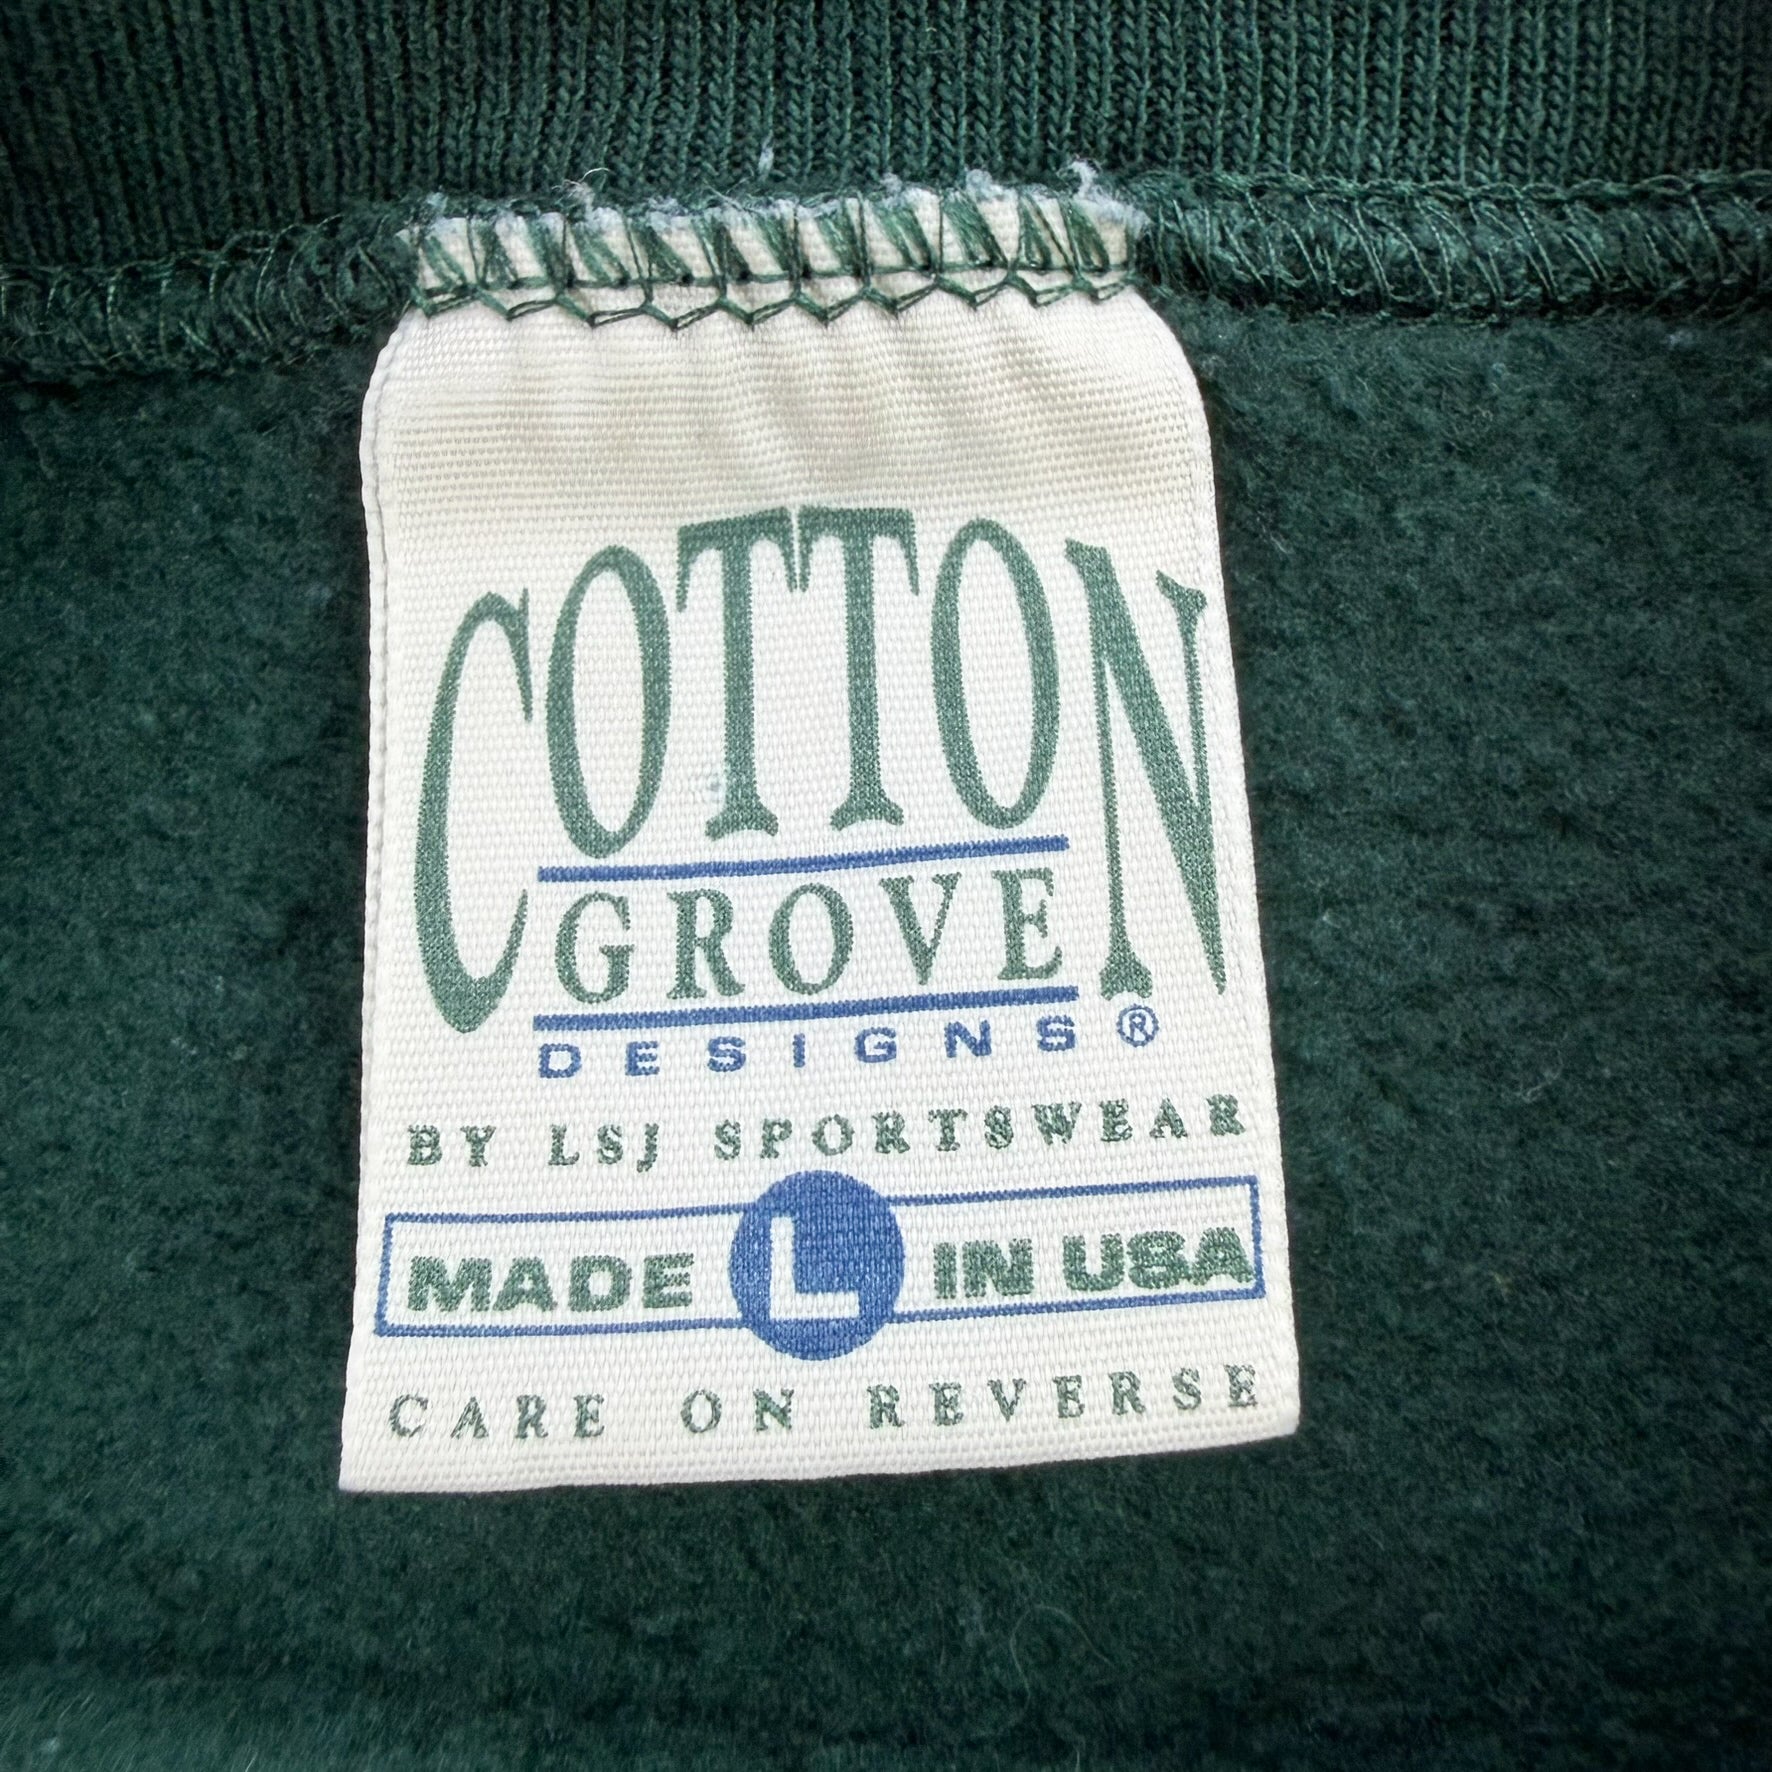 COTTON
GROVE
DESIGNS®
BY LSJ SPORTSWEAR
MADE L IN USA
CARE ON REVERSE